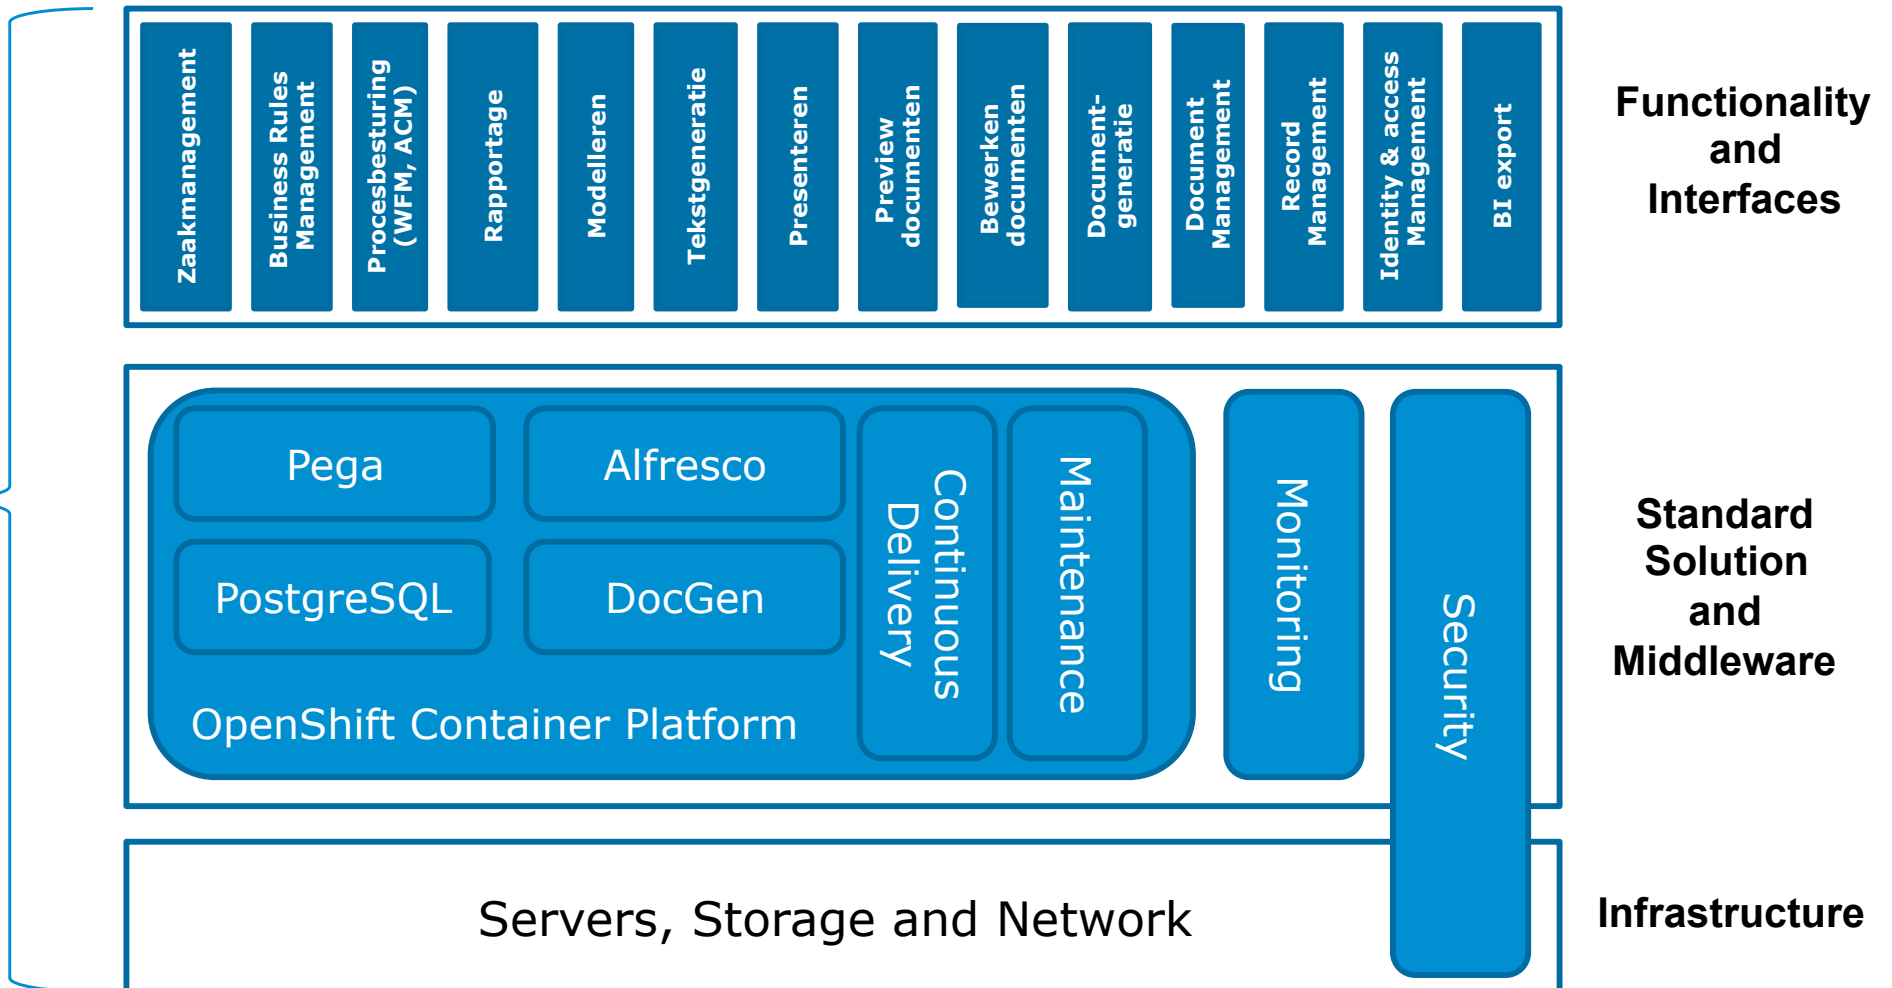 Zaakmanagement
Business Rules
Management
Procesbesturing
(WFM, ACM)
Rapportage
Modelleren
Tekstgeneratie
Presenteren
Preview
documenten
Bewerken
documenten
Document-
generatie
Document
Management
Record
Management
Identity & access
Management
BI export
Functionality
and
Interfaces
Pega
Alfresco
PostgreSQL
DocGen
OpenShift Container Platform
Continuous
Delivery
Maintenance
Monitoring
Security
Standard
Solution
and
Middleware
Servers, Storage and Network
Infrastructure